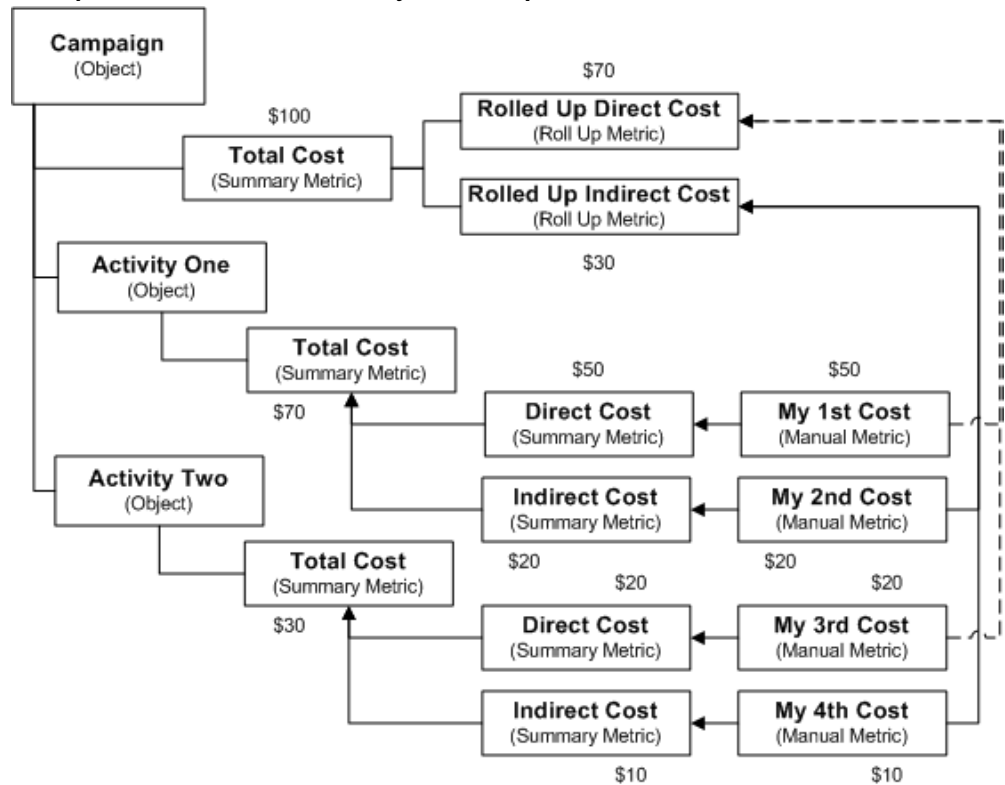 Campaign
(Object)
$70
Rolled Up Direct Cost
(Roll Up Metric)
$100
Total Cost
(Summary Metric)
Rolled Up Indirect Cost
(Roll Up Metric)
$30
Activity One
(Object)
Total Cost
(Summary Metric)
$70
$50
$50
Direct Cost
(Summary Metric)
My 1st Cost
(Manual Metric)
Activity Two
(Object)
Indirect Cost
(Summary Metric)
My 2nd Cost
(Manual Metric)
$20
$20
Total Cost
(Summary Metric)
$30
$20
$20
Direct Cost
(Summary Metric)
My 3rd Cost
(Manual Metric)
Indirect Cost
(Summary Metric)
My 4th Cost
(Manual Metric)
$10
$10